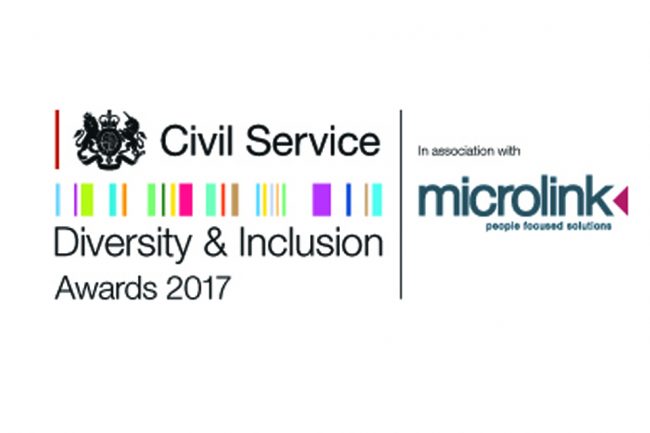 Civil Service
Diversity & Inclusion
Awards 2017
In association with
microlink
people focused solutions